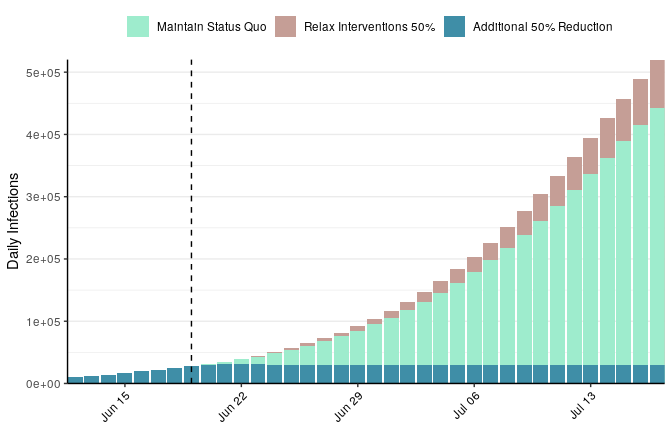 Maintain Status Quo Relax Interventions 50% Additional 50% Reduction
Daily Infections
5e+05
4e+05
3e+05
2e+05
1e+05
0e+00
Jun 15 Jun 22 Jun 29 Jul 06 Jul 13